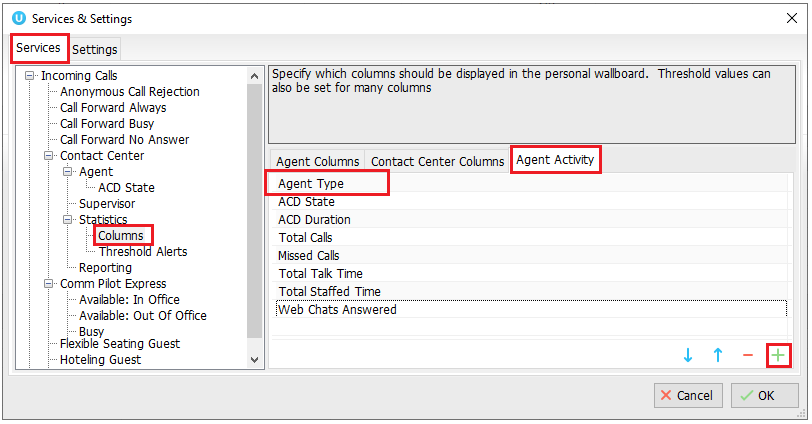 U Services & Settings
Services Settings
Incoming Calls
Anonymous Call Rejection
Call Forward Always
Call Forward Busy
Call Forward No Answer
Contact Center
Agent
ACD State
Supervisor
Statistics
Columns
Threshold Alerts
Reporting
Comm Pilot Express
Available: In Office
Available: Out Of Office
Busy
Flexible Seating Guest
Hoteling Guest
Specify which columns should be displayed in the personal wallboard.  Threshold values can
also be set for many columns
Agent Columns Contact Center Columns Agent Activity
Agent Type
ACD State
ACD Duration
Total Calls
Missed Calls
Total Talk Time
Total Staffed Time
Web Chats Answered
Cancel OK